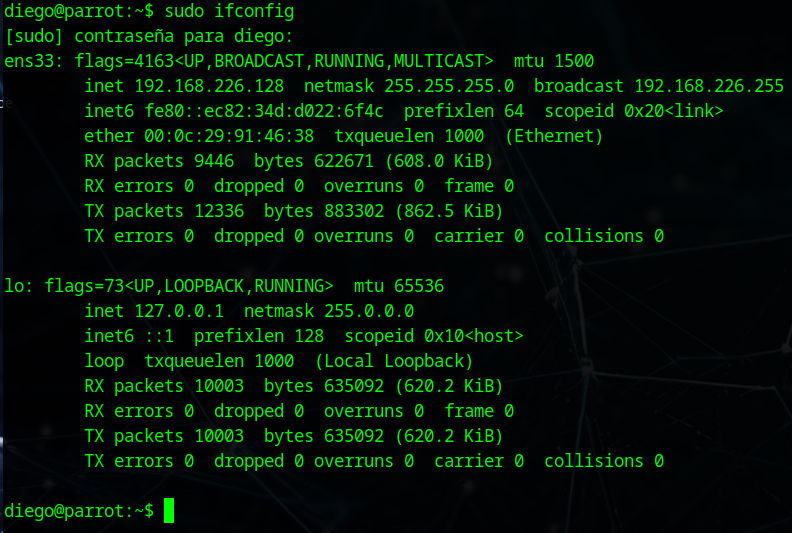 diego@parrot:~$ sudo ifconfig
[sudo] contraseña para diego:
ens33: flags=4163<UP,BROADCAST,RUNNING,MULTICAST>  mtu 1500
        inet 192.168.226.128  netmask 255.255.255.0  broadcast 192.168.226.255
        inet6 fe80::ec82:34d:d022:6f4c  prefixlen 64  scopeid 0x20<link>
        ether 00:0c:29:91:46:38  txqueuelen 1000  (Ethernet)
        RX packets 9446  bytes 622671 (608.0 KiB)
        RX errors 0  dropped 0  overruns 0  frame 0
        TX packets 12336  bytes 883302 (862.5 KiB)
        TX errors 0  dropped 0 overruns 0  carrier 0  collisions 0

lo: flags=73<UP,LOOPBACK,RUNNING>  mtu 65536
        inet 127.0.0.1  netmask 255.0.0.0
        inet6 ::1  prefixlen 128  scopeid 0x10<host>
        loop  txqueuelen 1000  (Local Loopback)
        RX packets 10003  bytes 635092 (620.2 KiB)
        RX errors 0  dropped 0  overruns 0  frame 0
        TX packets 10003  bytes 635092 (620.2 KiB)
        TX errors 0  dropped 0 overruns 0  carrier 0  collisions 0

diego@parrot:~$